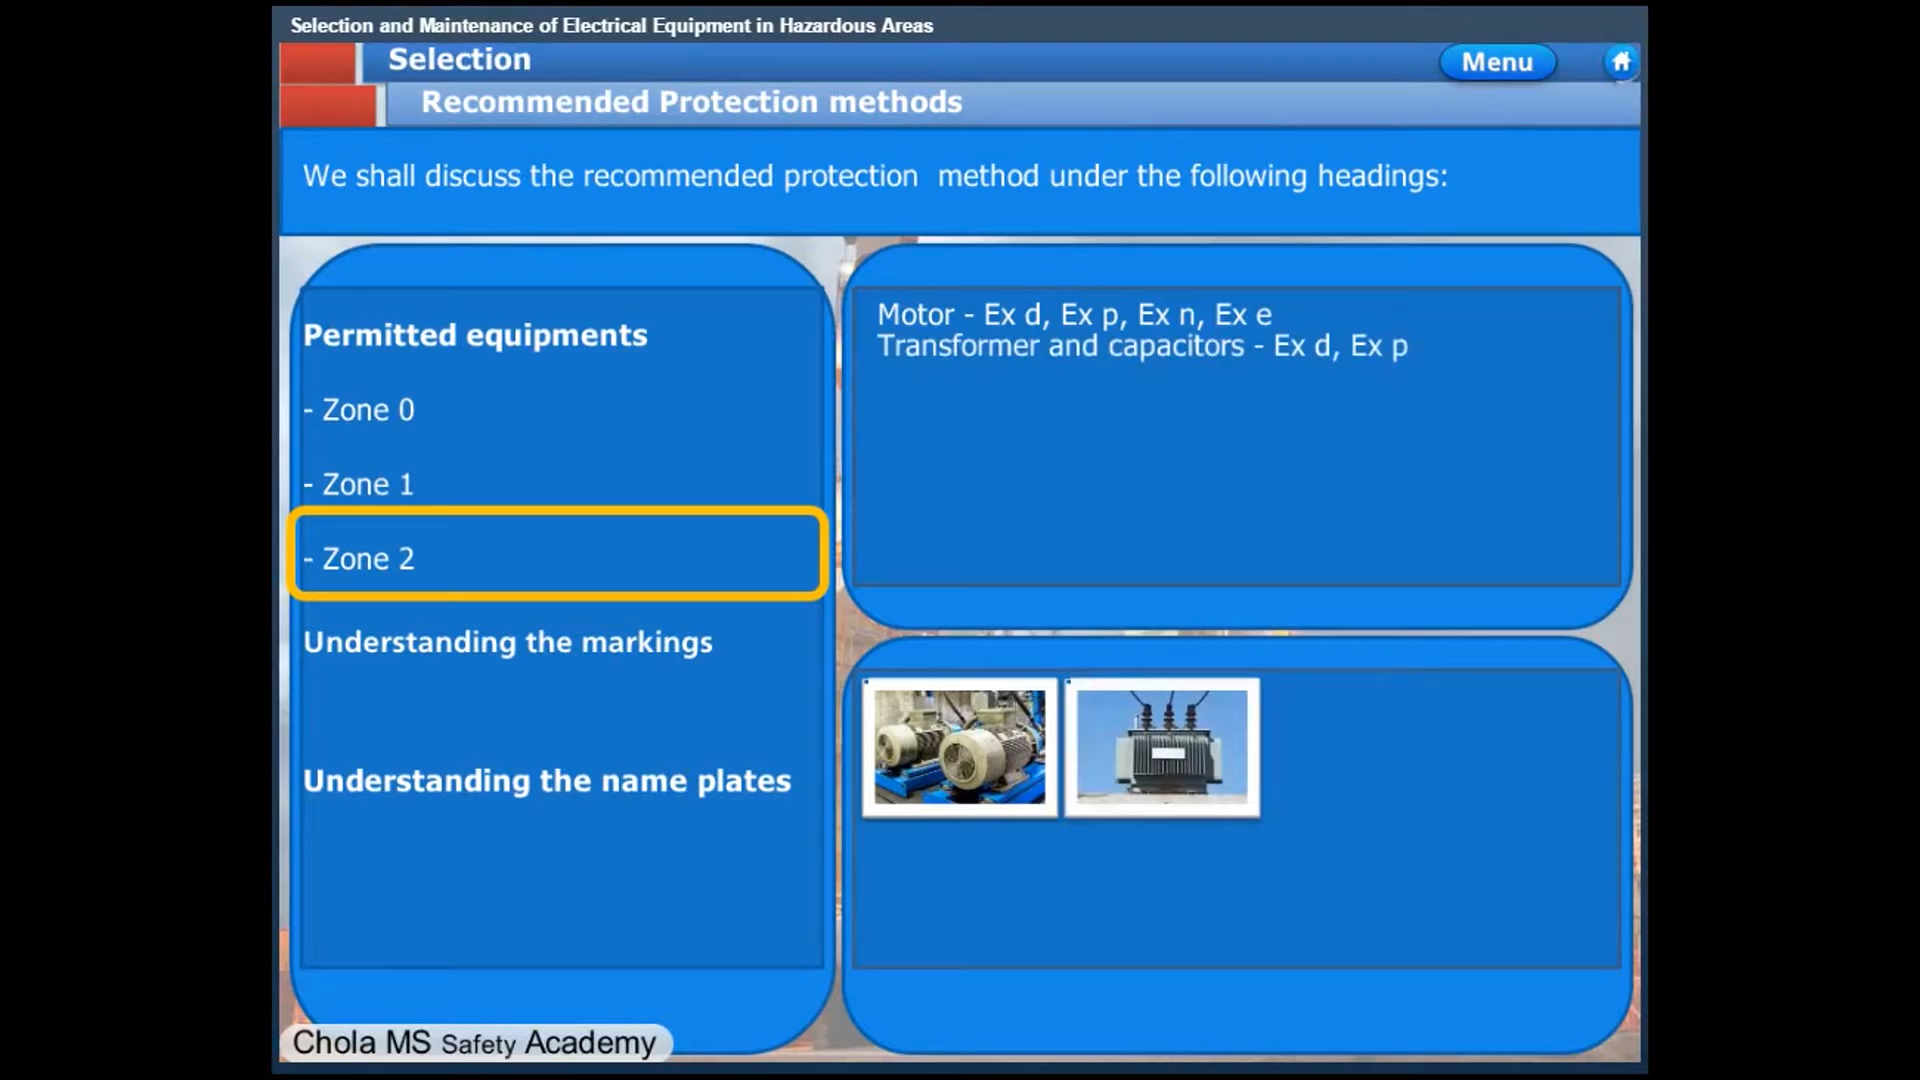 Selection and Maintenance of Electrical Equipment in Hazardous Areas
Selection
Menu
Recommended Protection methods
We shall discuss the recommended protection method under the following headings:
Permitted equipments
- Zone 0
- Zone 1
- Zone 2
Understanding the markings
Understanding the name plates
Motor - Ex d, Ex p, Ex n, Ex e
Transformer and capacitors - Ex d, Ex p
Chola MS Safety Academy